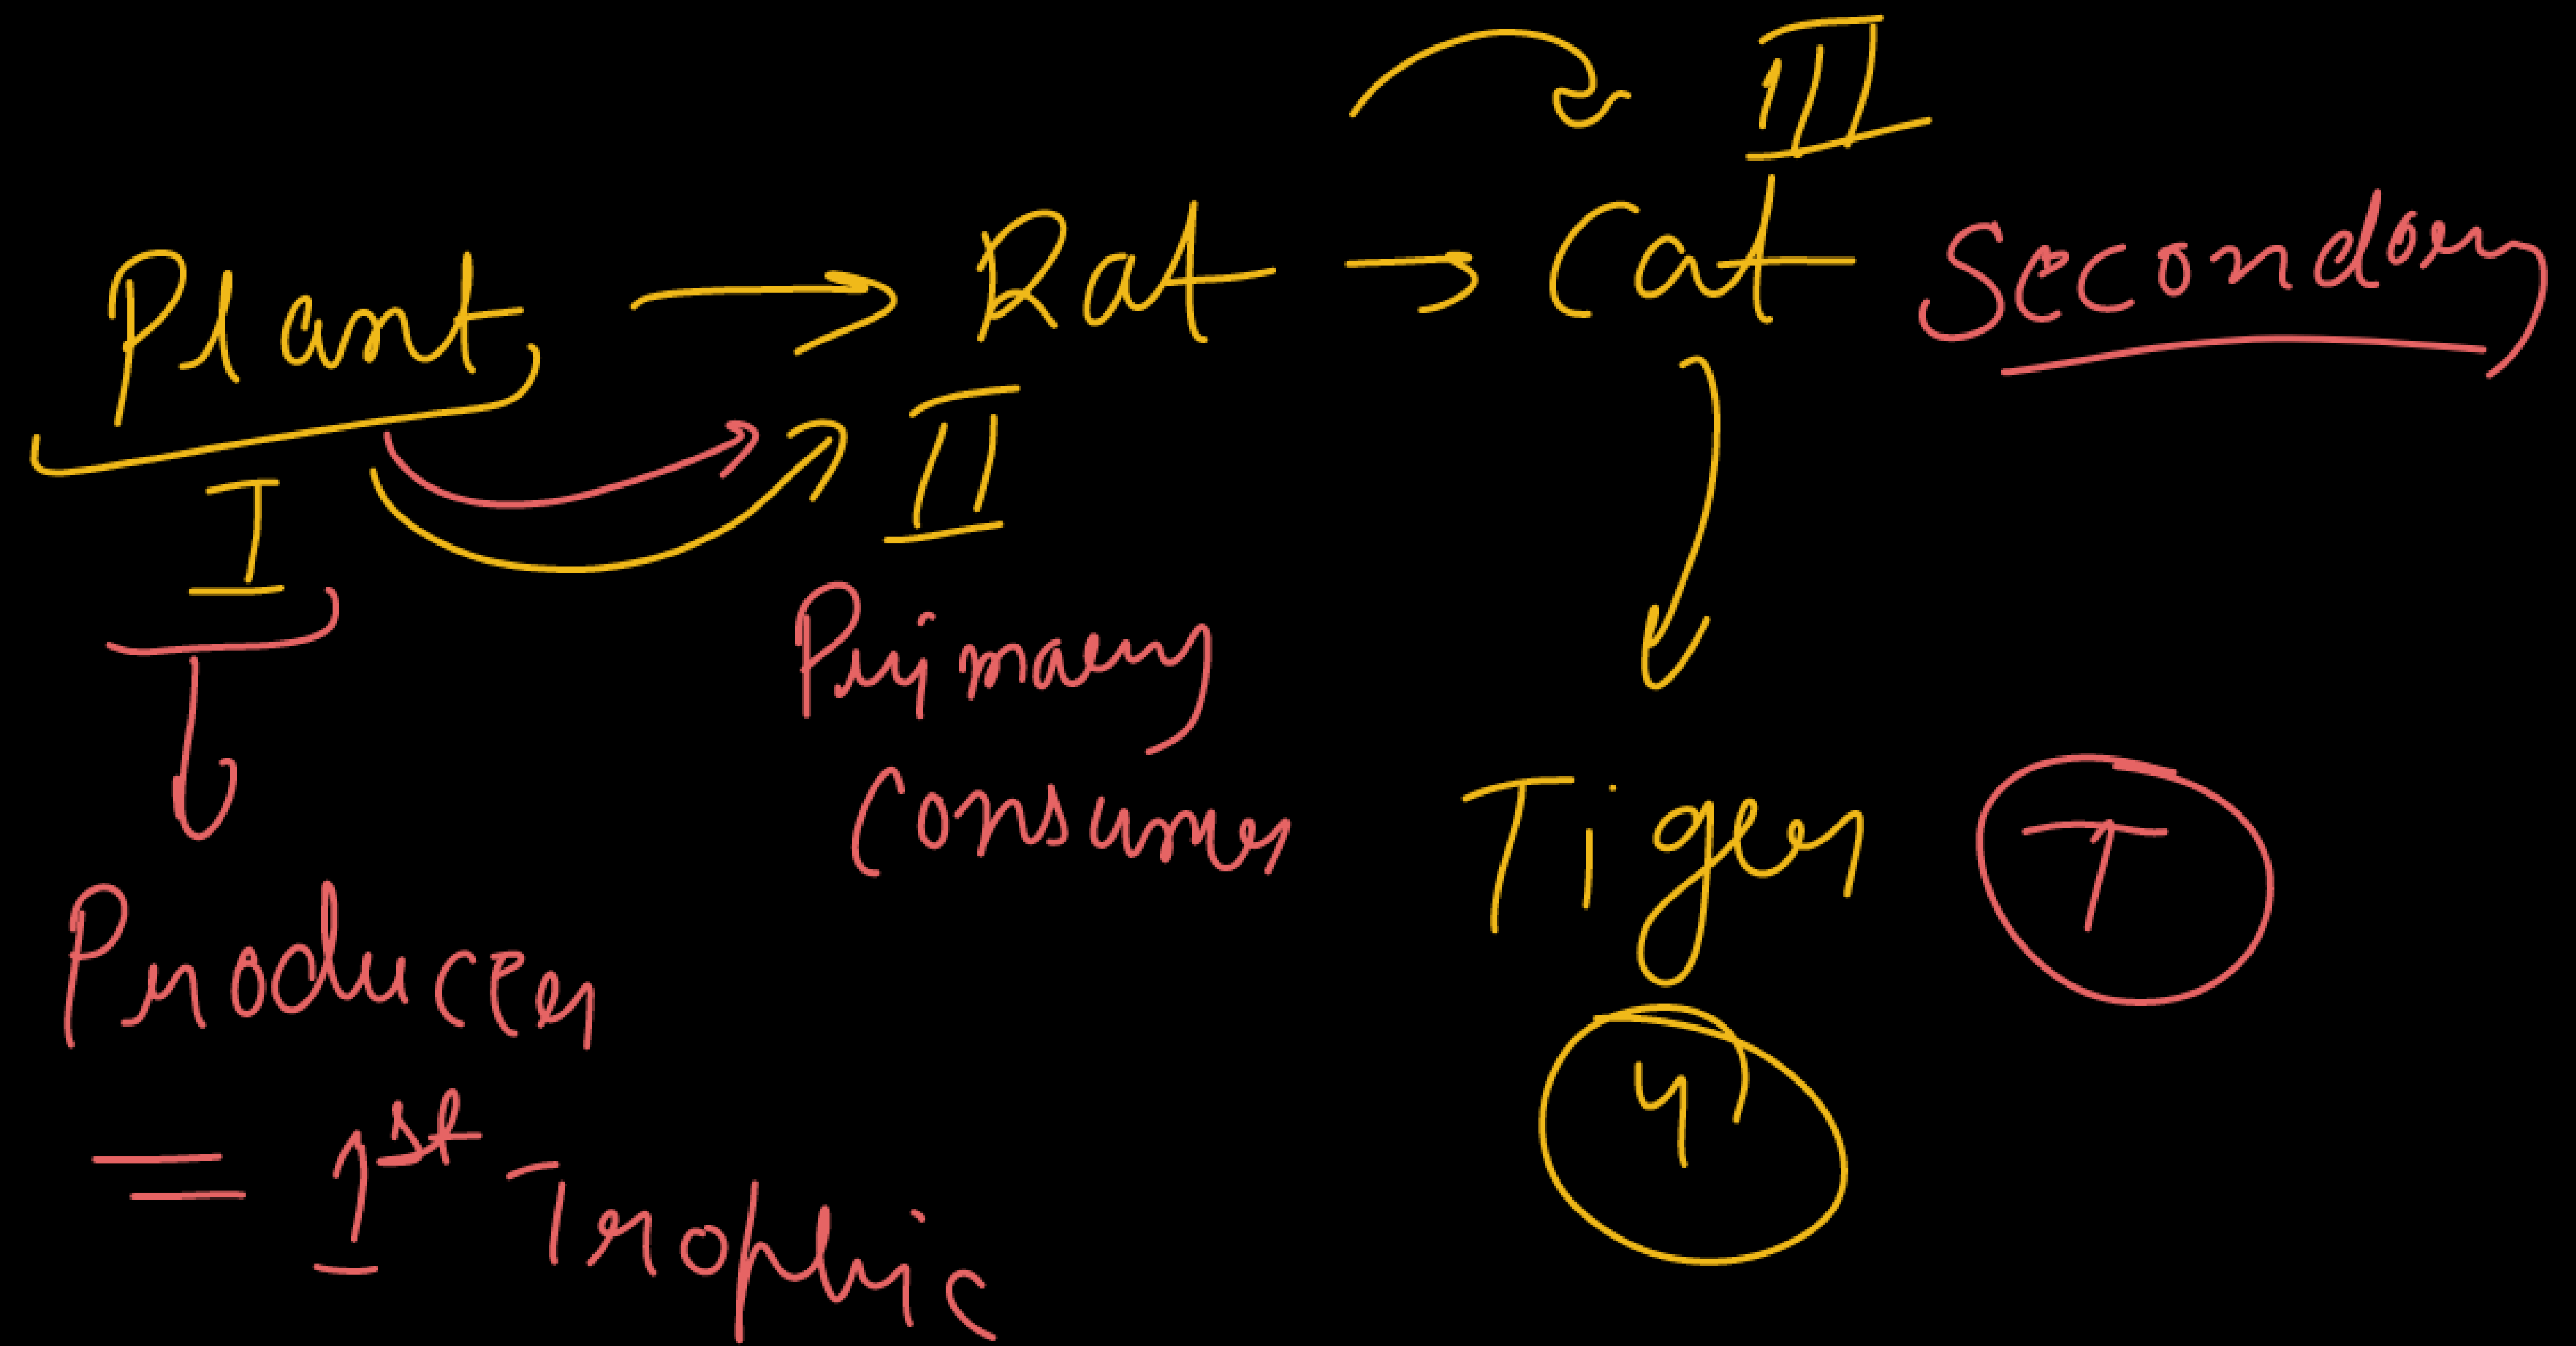 III
Plant → Rat → Cat Secondary
I
II
Primary
Consumer
Tiger T
Producer
4
= 1st Trophic